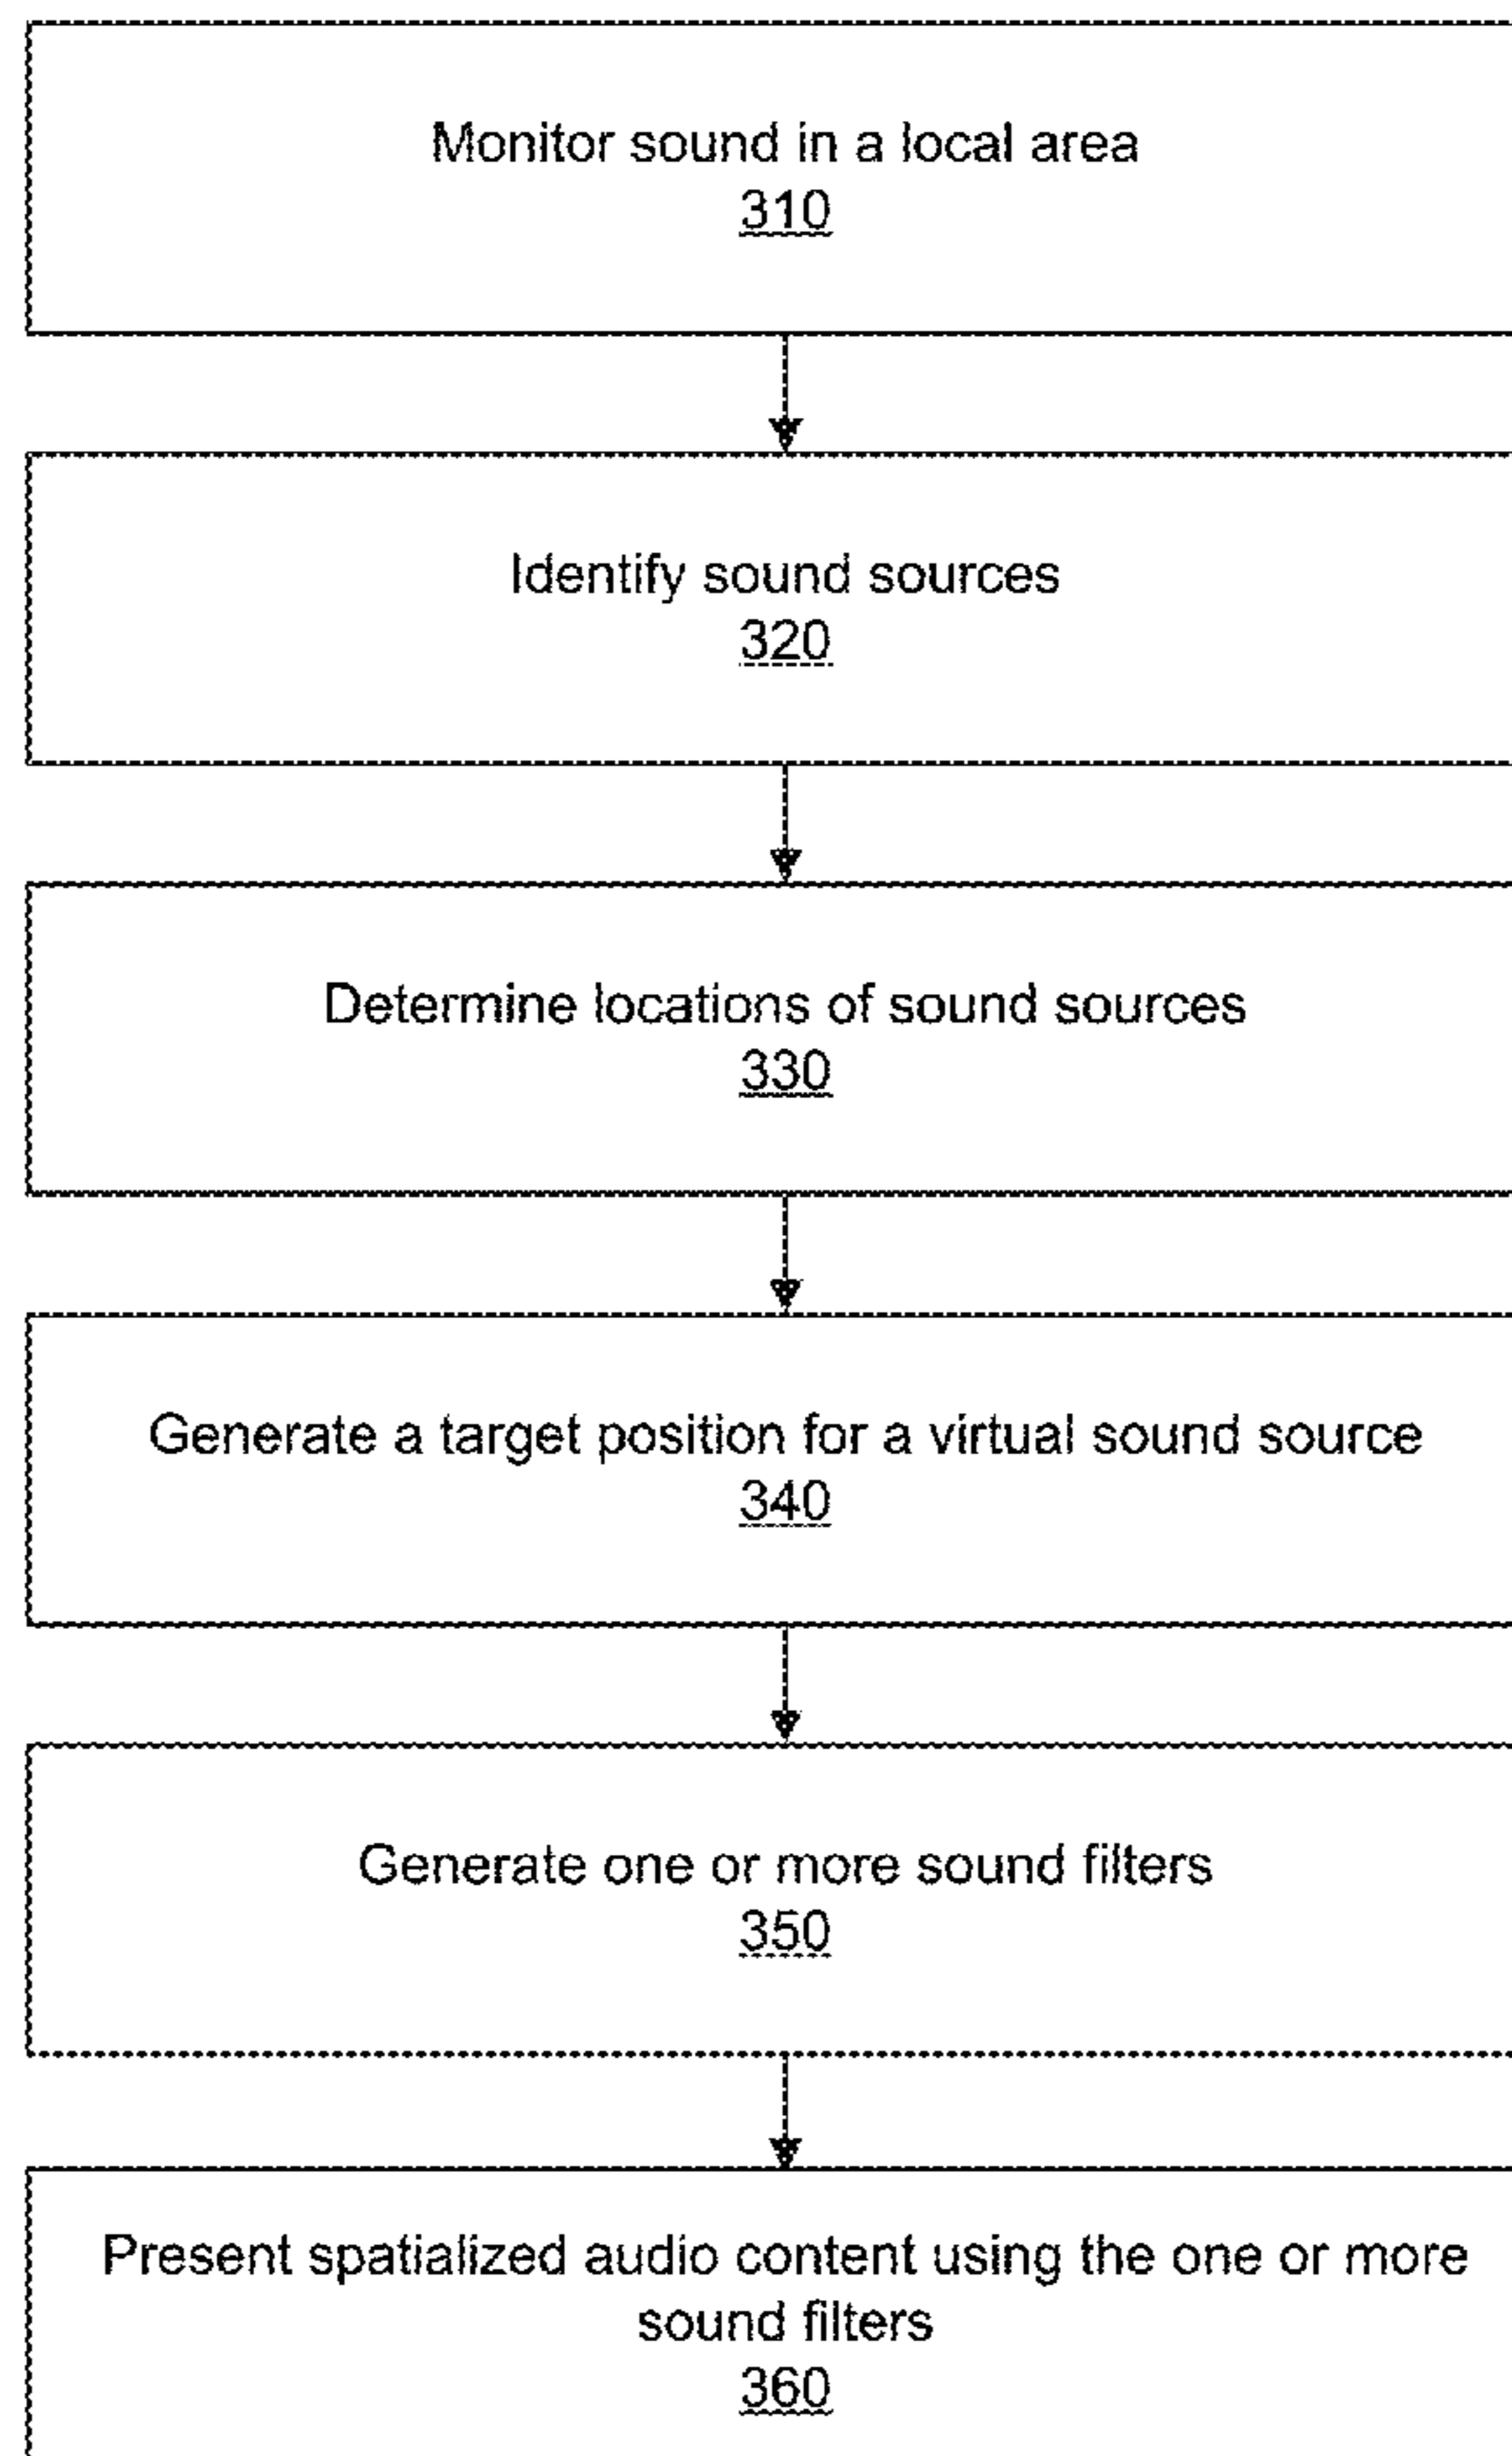 Monitor sound in a local area
310
Identify sound sources
320
Determine locations of sound sources
330
Generate a target position for a virtual sound source
340
Generate one or more sound filters
350
Present spatialized audio content using the one or more
sound filters
360